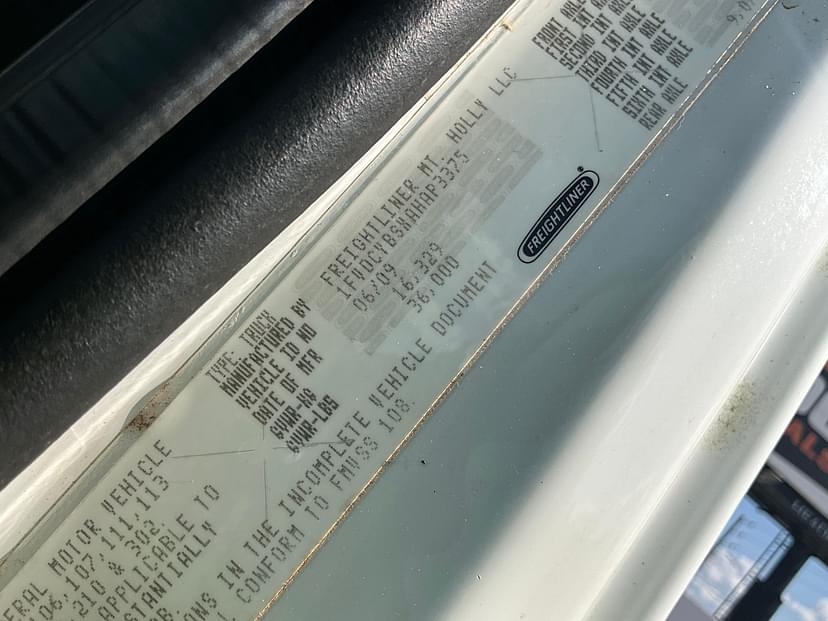 ERAL MOTOR VEHICLE
06,107,111,113
210 & 302.
APPLICABLE TO
STANTIALLY
ONS IN THE INCOMPLETE VEHICLE DOCUMENT
CONFORM TO FMVSS 108.
TYPE: TRUCK
MANUFACTURED BY FREIGHTLINER MT. HOLLY LLC
VEHICLE ID NO 1FVDCYBSXAHAP3375
DATE OF MFR 06/09
GVWR-KG 16,329
GVWR-LBS 36,000
FREIGHTLINER
FRONT AXLE
FIRST INT AXLE
SECOND INT AXLE
THIRD INT AXLE
FOURTH INT AXLE
FIFTH INT AXLE
SIXTH INT AXLE
REAR AXLE